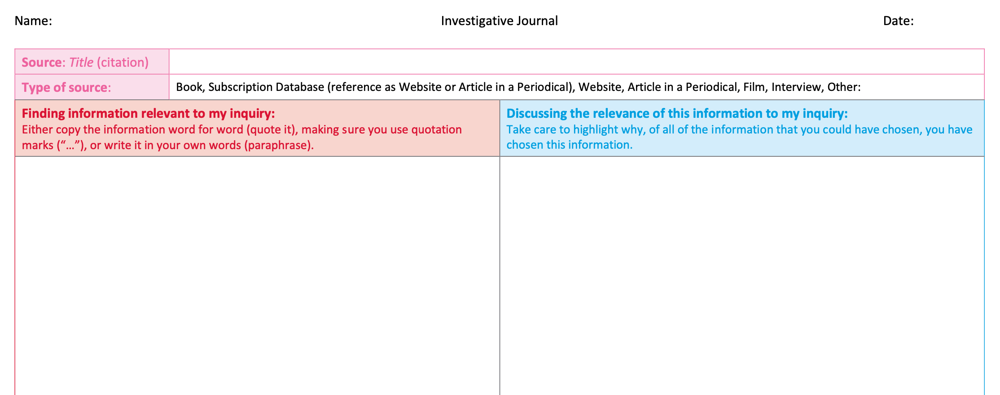 Name: Investigative Journal Date:
Source: Title (citation)
Type of source: Book, Subscription Database (reference as Website or Article in a Periodical), Website, Article in a Periodical, Film, Interview, Other:
Finding information relevant to my inquiry:
Either copy the information word for word (quote it), making sure you use quotation
marks (“…”), or write it in your own words (paraphrase).
Discussing the relevance of this information to my inquiry:
Take care to highlight why, of all of the information that you could have chosen, you have
chosen this information.